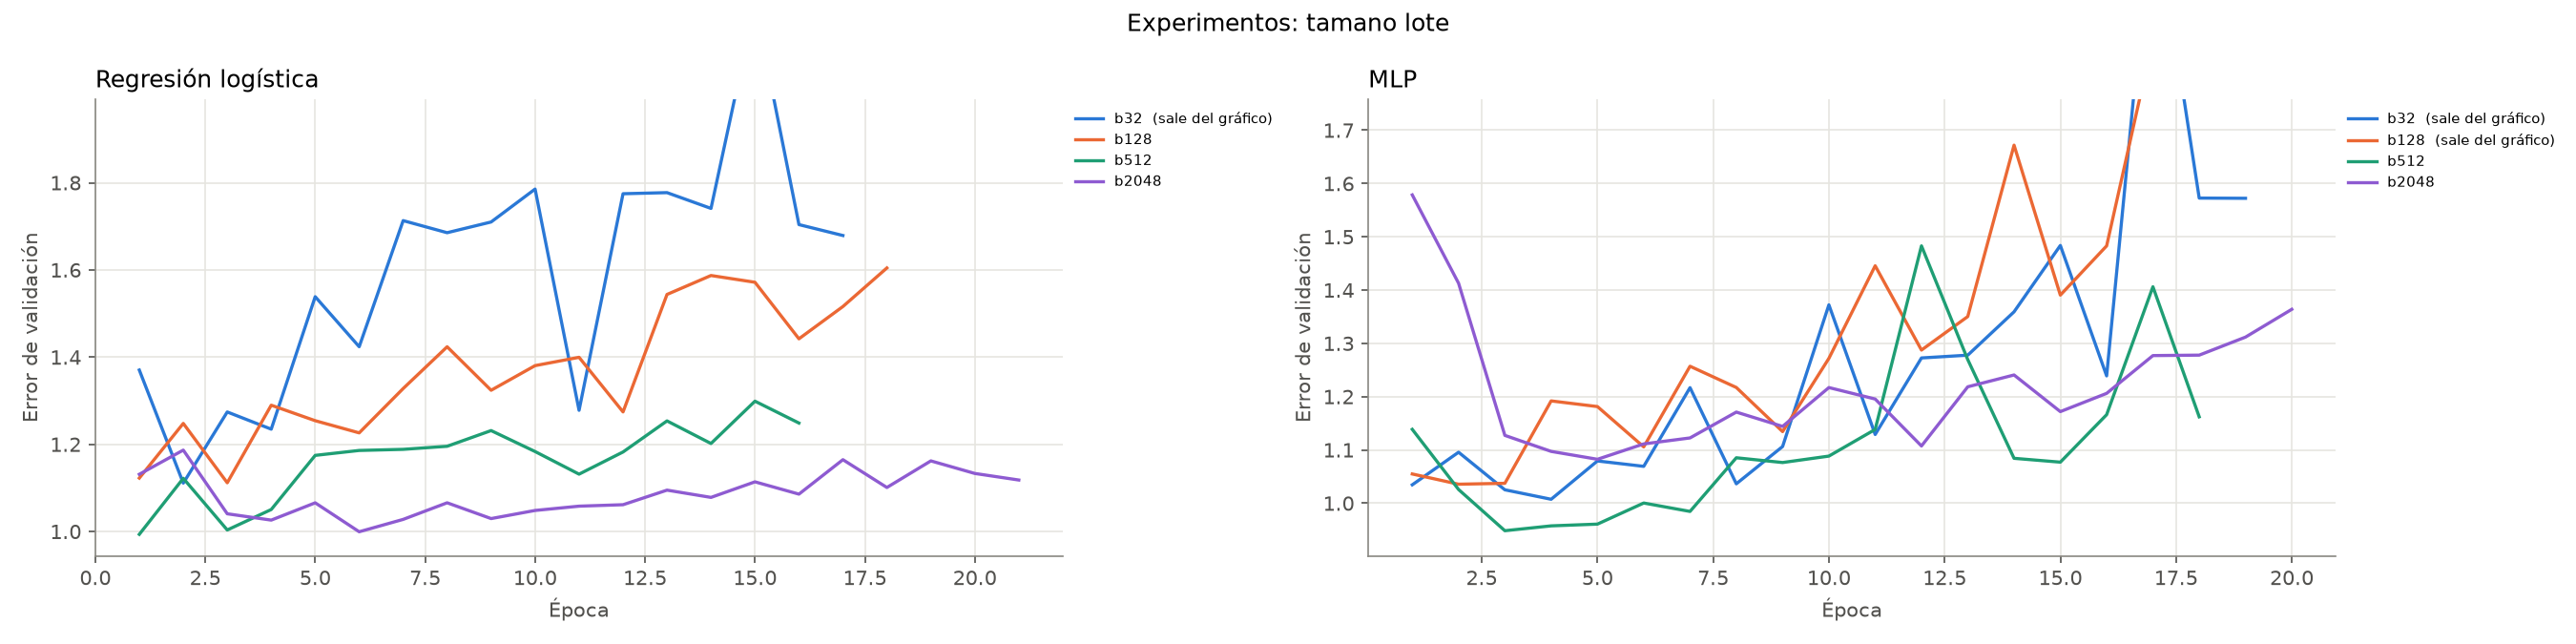 Experimentos: tamano lote
Regresión logística
Error de validación
1.8
1.6
1.4
1.2
1.0
0.0 2.5 5.0 7.5 10.0 12.5 15.0 17.5 20.0
Época
b32 (sale del gráfico)
b128
b512
b2048
MLP
Error de validación
1.7
1.6
1.5
1.4
1.3
1.2
1.1
1.0
2.5 5.0 7.5 10.0 12.5 15.0 17.5 20.0
Época
b32 (sale del gráfico)
b128 (sale del gráfico)
b512
b2048